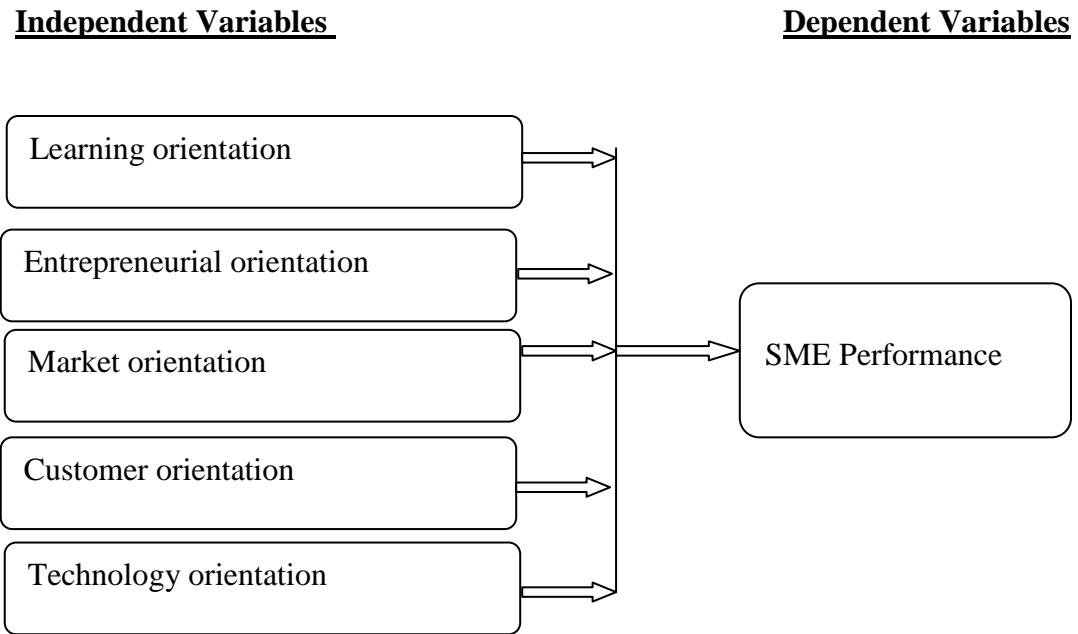 Independent Variables
Dependent Variables
Learning orientation
Entrepreneurial orientation
Market orientation
SME Performance
Customer orientation
Technology orientation